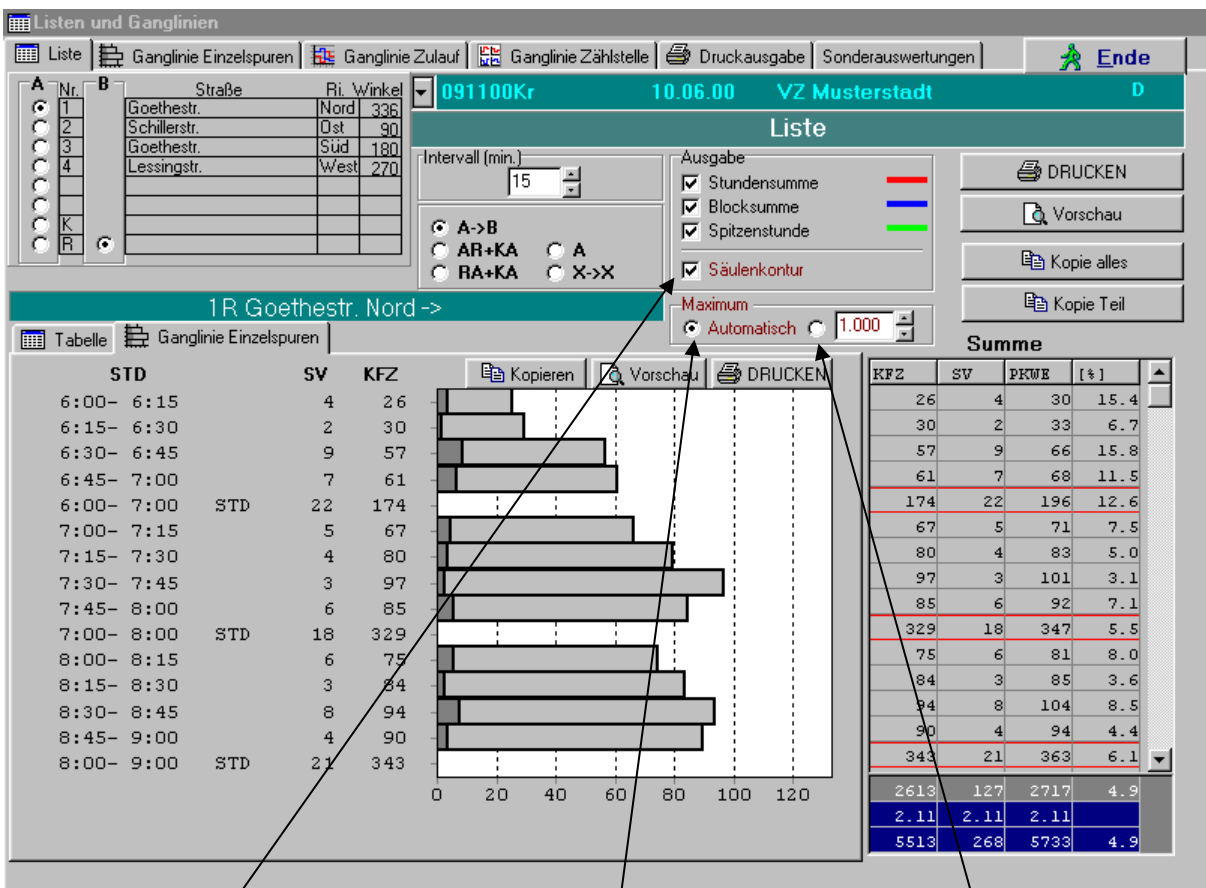 Listen und Ganglinien
Liste Ganglinie Einzelspuren Ganglinie Zulauf Ganglinie Zählstelle Druckausgabe Sonderauswertungen Ende
A Nr. B Straße Ri. Winkel
1 Goethestr. Nord 336
2 Schillerstr. Ost 90
3 Goethestr. Süd 180
4 Lessingstr. West 270
K
R
091100Kr 10.06.00 VZ Musterstadt D
Liste
Intervall (min.)
15
A->B
AR+KA A
RA+KA X->X
Ausgabe
Stundensumme
Blocksumme
Spitzenstunde
Säulenkontur
Maximum
Automatisch 1.000
DRUCKEN
Vorschau
Kopie alles
Kopie Teil
1R Goethestr. Nord ->
Tabelle Ganglinie Einzelspuren
STD SV KFZ
Kopieren Vorschau DRUCKEN
6:00- 6:15 4 26
6:15- 6:30 2 30
6:30- 6:45 9 57
6:45- 7:00 7 61
6:00- 7:00 STD 22 174
7:00- 7:15 5 67
7:15- 7:30 4 80
7:30- 7:45 3 97
7:45- 8:00 6 85
7:00- 8:00 STD 18 329
8:00- 8:15 6 75
8:15- 8:30 3 84
8:30- 8:45 8 94
8:45- 9:00 4 90
8:00- 9:00 STD 21 343
0 20 40 60 80 100 120
Summe
KFZ SV PKWE [%]
26 4 30 15.4
30 2 33 6.7
57 9 66 15.8
61 7 68 11.5
174 22 196 12.6
67 5 71 7.5
80 4 83 5.0
97 3 101 3.1
85 6 92 7.1
329 18 347 5.5
75 6 81 8.0
84 3 85 3.6
94 8 104 8.5
90 4 94 4.4
343 21 363 6.1
2613 127 2717 4.9
2.11 2.11 2.11
5513 268 5733 4.9